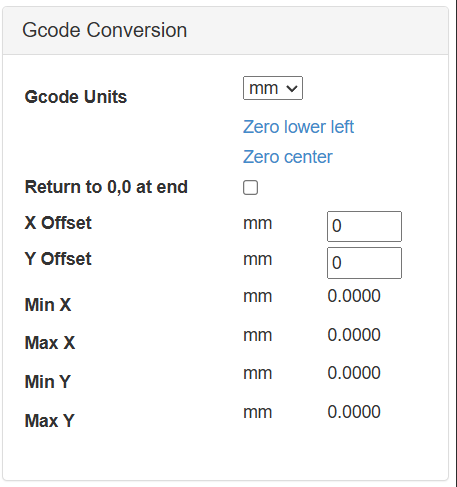 Gcode Conversion
Gcode Units mm
Zero lower left
Zero center
Return to 0,0 at end
X Offset mm 0
Y Offset mm 0
Min X mm 0.0000
Max X mm 0.0000
Min Y mm 0.0000
Max Y mm 0.0000